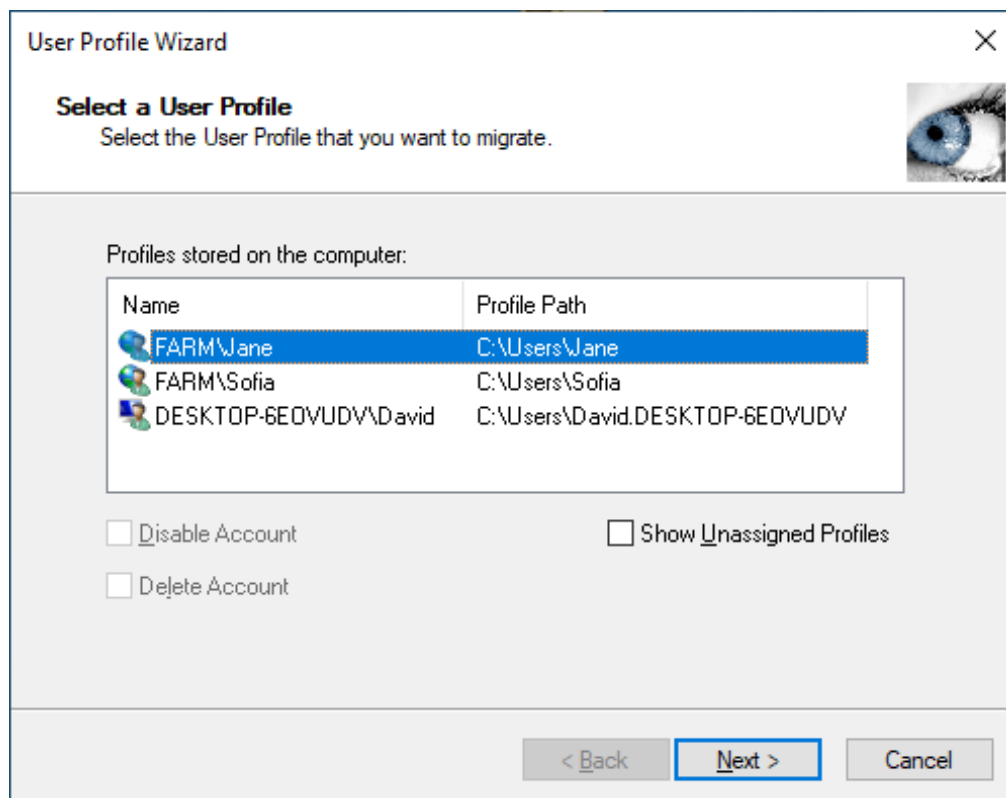 User Profile Wizard
Select a User Profile
Select the User Profile that you want to migrate.
Profiles stored on the computer:
Name Profile Path
FARM\Jane C:\Users\Jane
FARM\Sofia C:\Users\Sofia
DESKTOP-6EOVUDV\David C:\Users\David.DESKTOP-6EOVUDV
Disable Account Show Unassigned Profiles
Delete Account
< Back Next > Cancel